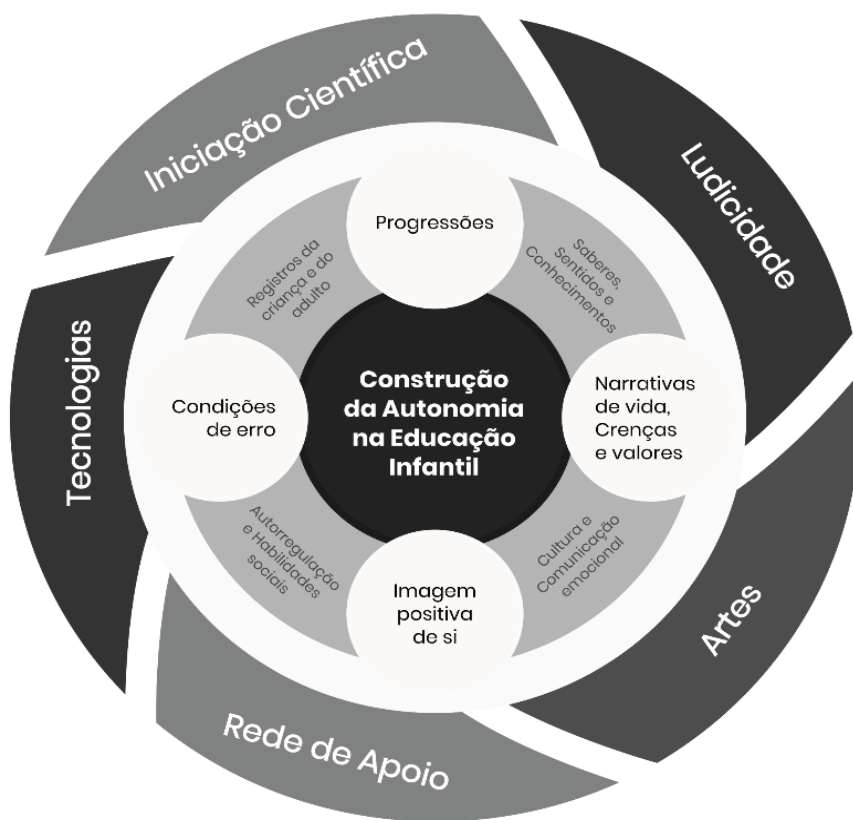 Iniciação Científica
Ludicidade
Artes
Rede de Apoio
Tecnologias
Progressões
Saberes,
Sentidos e
Conhecimentos
Narrativas
de vida,
Crenças
e valores
Cultura e
Comunicação
emocional
Imagem
positiva
de si
Autorregulação
e Habilidades
sociais
Condições
de erro
Registros da
criança e do
adulto
Construção
da Autonomia
na Educação
Infantil